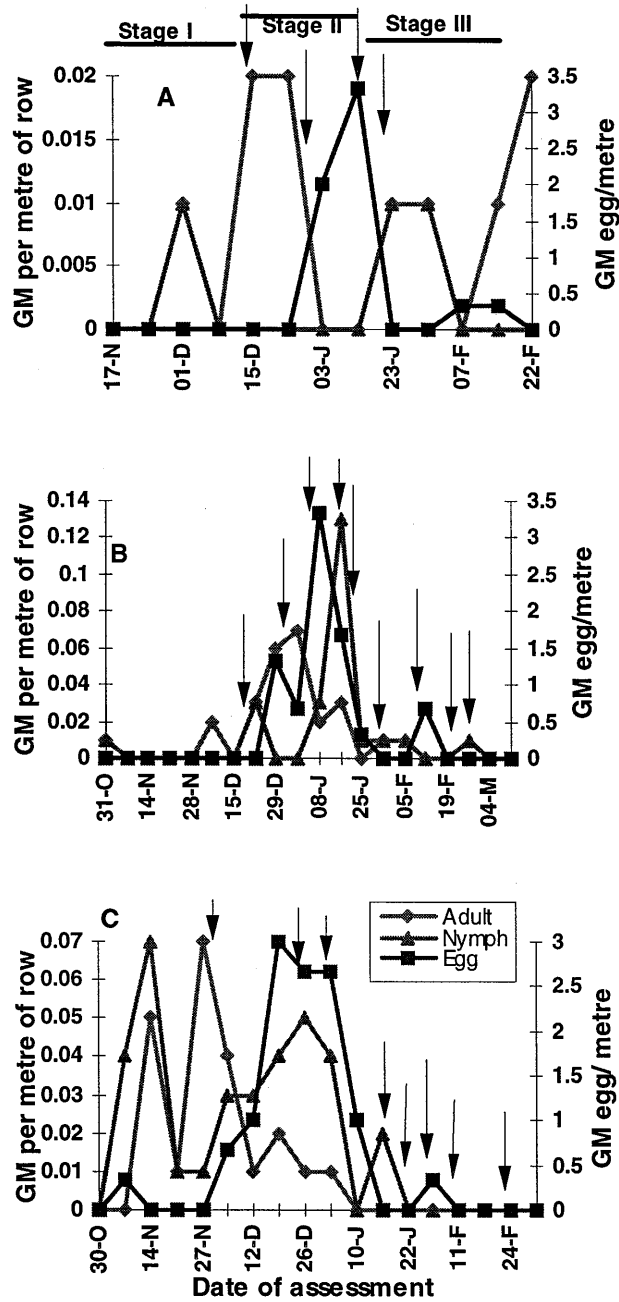 Stage I Stage II Stage III
A
GM per metre of row
0.02
0.015
0.01
0.005
0
3.5
3
2.5
2
1.5
1
0.5
0
GM egg/metre
17-N 01-D 15-D 03-J 23-J 07-F 22-F
B
GM per metre of row
0.14
0.12
0.1
0.08
0.06
0.04
0.02
0
3.5
3
2.5
2
1.5
1
0.5
0
GM egg/metre
31-O 14-N 28-N 15-D 29-D 08-J 25-J 05-F 19-F 04-M
C
Adult
Nymph
Egg
GM per metre of row
0.07
0.06
0.05
0.04
0.03
0.02
0.01
0
3
2.5
2
1.5
1
0.5
0
GM egg/ metre
30-O 14-N 27-N 12-D 26-D 10-J 22-J 11-F 24-F
Date of assessment